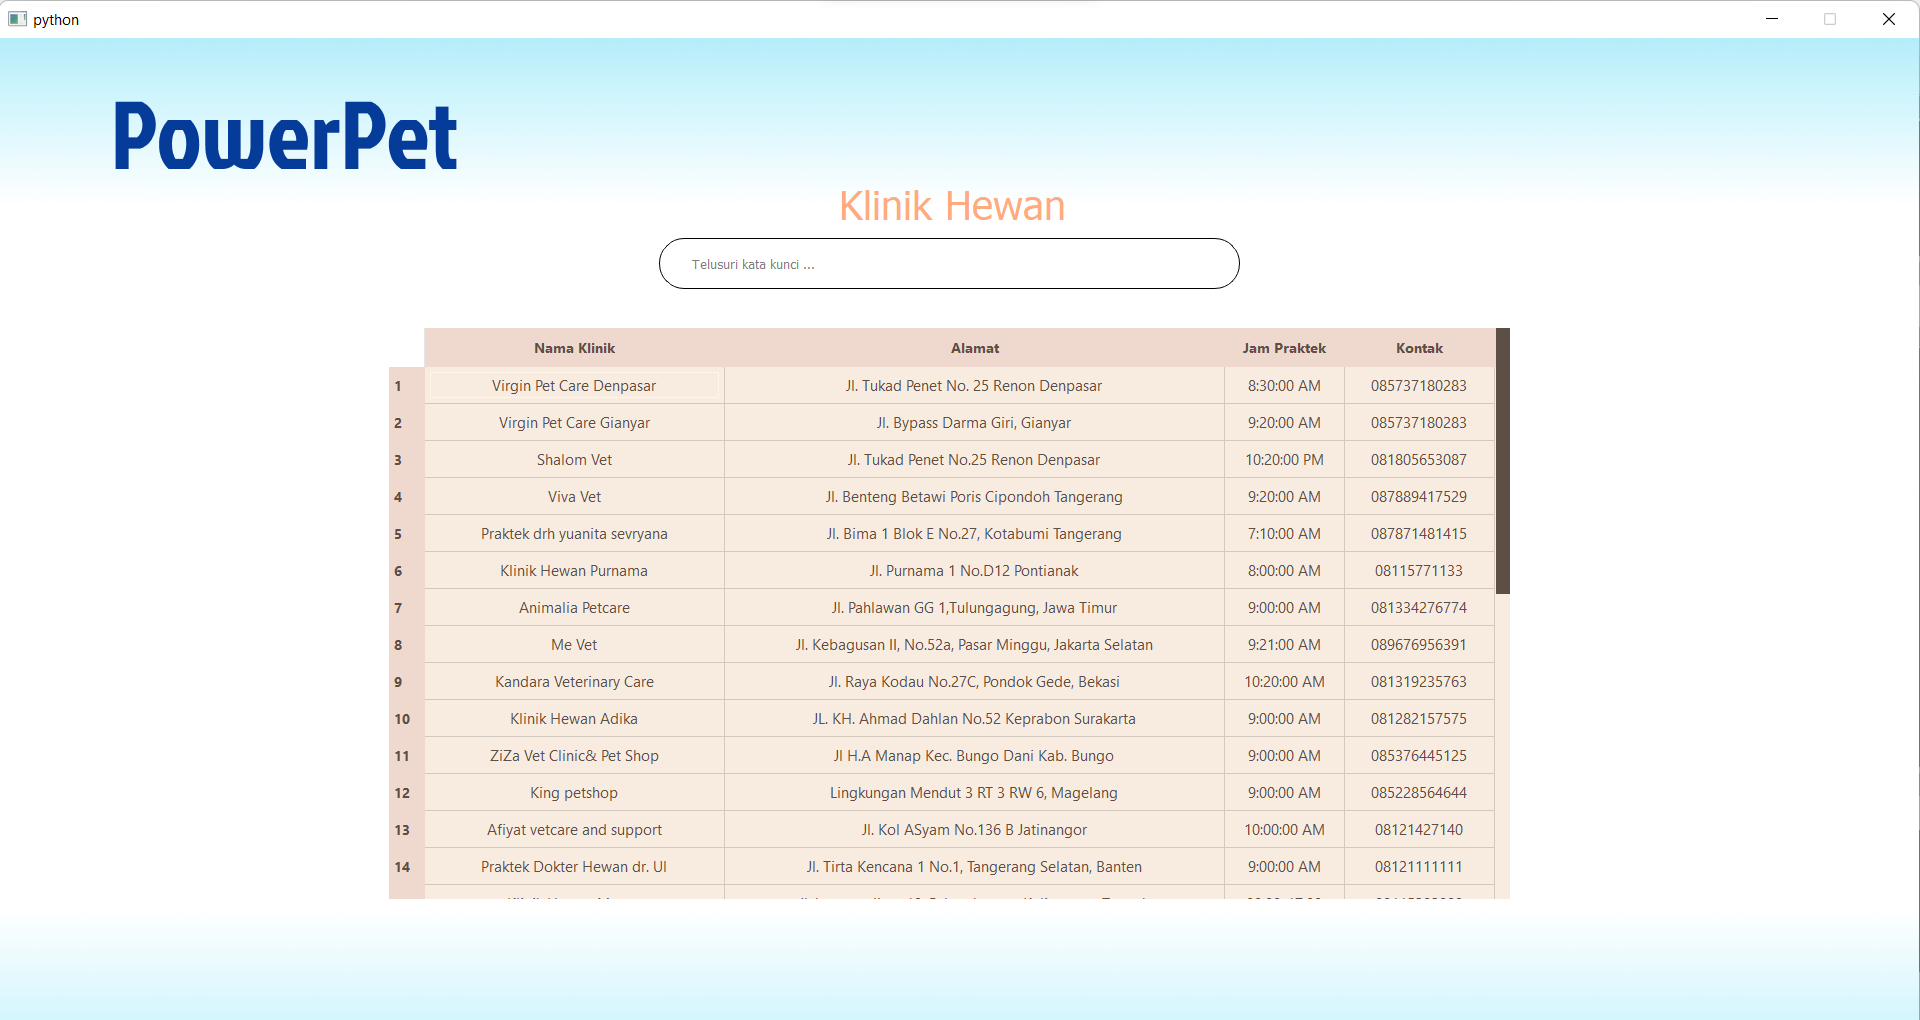 python
PowerPet
Klinik Hewan
Telusuri kata kunci ...
Nama Klinik Alamat Jam Praktek Kontak
1 Virgin Pet Care Denpasar Jl. Tukad Penet No. 25 Renon Denpasar 8:30:00 AM 085737180283
2 Virgin Pet Care Gianyar Jl. Bypass Darma Giri, Gianyar 9:20:00 AM 085737180283
3 Shalom Vet Jl. Tukad Penet No.25 Renon Denpasar 10:20:00 PM 081805653087
4 Viva Vet Jl. Benteng Betawi Poris Cipondoh Tangerang 9:20:00 AM 087889417529
5 Praktek drh yuanita sevryana Jl. Bima 1 Blok E No.27, Kotabumi Tangerang 7:10:00 AM 087871481415
6 Klinik Hewan Purnama Jl. Purnama 1 No.D12 Pontianak 8:00:00 AM 08115771133
7 Animalia Petcare Jl. Pahlawan GG 1,Tulungagung, Jawa Timur 9:00:00 AM 081334276774
8 Me Vet Jl. Kebagusan II, No.52a, Pasar Minggu, Jakarta Selatan 9:21:00 AM 089676956391
9 Kandara Veterinary Care Jl. Raya Kodau No.27C, Pondok Gede, Bekasi 10:20:00 AM 081319235763
10 Klinik Hewan Adika JL. KH. Ahmad Dahlan No.52 Keprabon Surakarta 9:00:00 AM 081282157575
11 ZiZa Vet Clinic& Pet Shop Jl H.A Manap Kec. Bungo Dani Kab. Bungo 9:00:00 AM 085376445125
12 King petshop Lingkungan Mendut 3 RT 3 RW 6, Magelang 9:00:00 AM 085228564644
13 Afiyat vetcare and support Jl. Kol ASyam No.136 B Jatinangor 10:00:00 AM 08121427140
14 Praktek Dokter Hewan dr. Ul Jl. Tirta Kencana 1 No.1, Tangerang Selatan, Banten 9:00:00 AM 08121111111